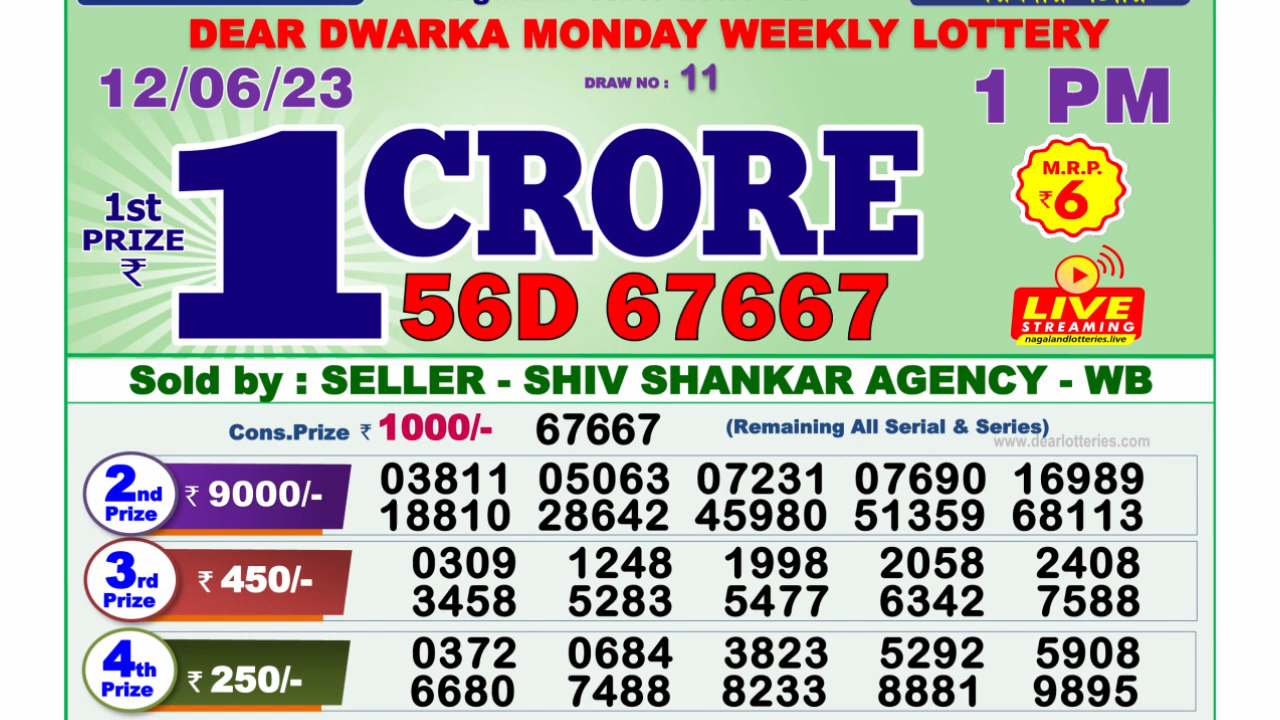 DEAR DWARKA MONDAY WEEKLY LOTTERY
12/06/23
DRAW NO : 11
1 PM
1st
PRIZE
₹
1 CRORE
56D 67667
M.R.P.
₹6
LIVE
STREAMING
nagalandlotteries.live
Sold by : SELLER - SHIV SHANKAR AGENCY - WB
Cons.Prize ₹ 1000/- 67667 (Remaining All Serial & Series)
www.dearlotteries.com
2nd Prize ₹ 9000/-
03811 05063 07231 07690 16989
18810 28642 45980 51359 68113
3rd Prize ₹ 450/-
0309 1248 1998 2058 2408
3458 5283 5477 6342 7588
4th Prize ₹ 250/-
0372 0684 3823 5292 5908
6680 7488 8233 8881 9895